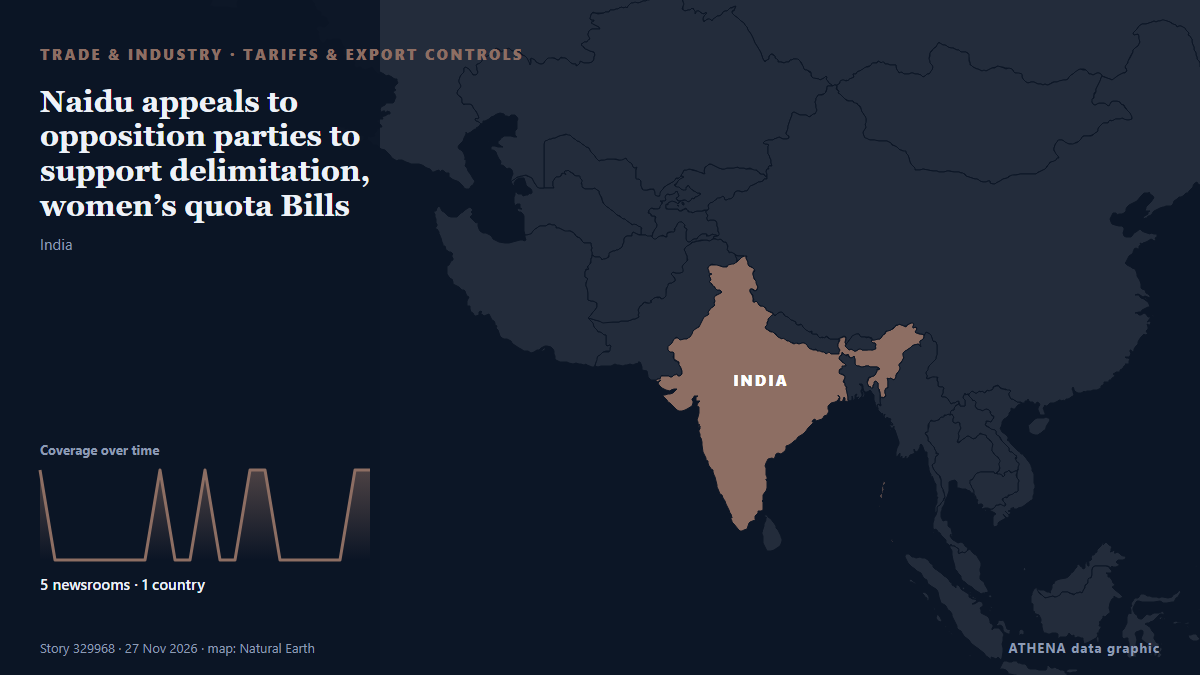 TRADE & INDUSTRY · TARIFFS & EXPORT CONTROLS
Naidu appeals to
opposition parties to
support delimitation,
women’s quota Bills
India
INDIA
Coverage over time
5 newsrooms · 1 country
Story 329968 · 27 Nov 2026 · map: Natural Earth
ATHENA data graphic